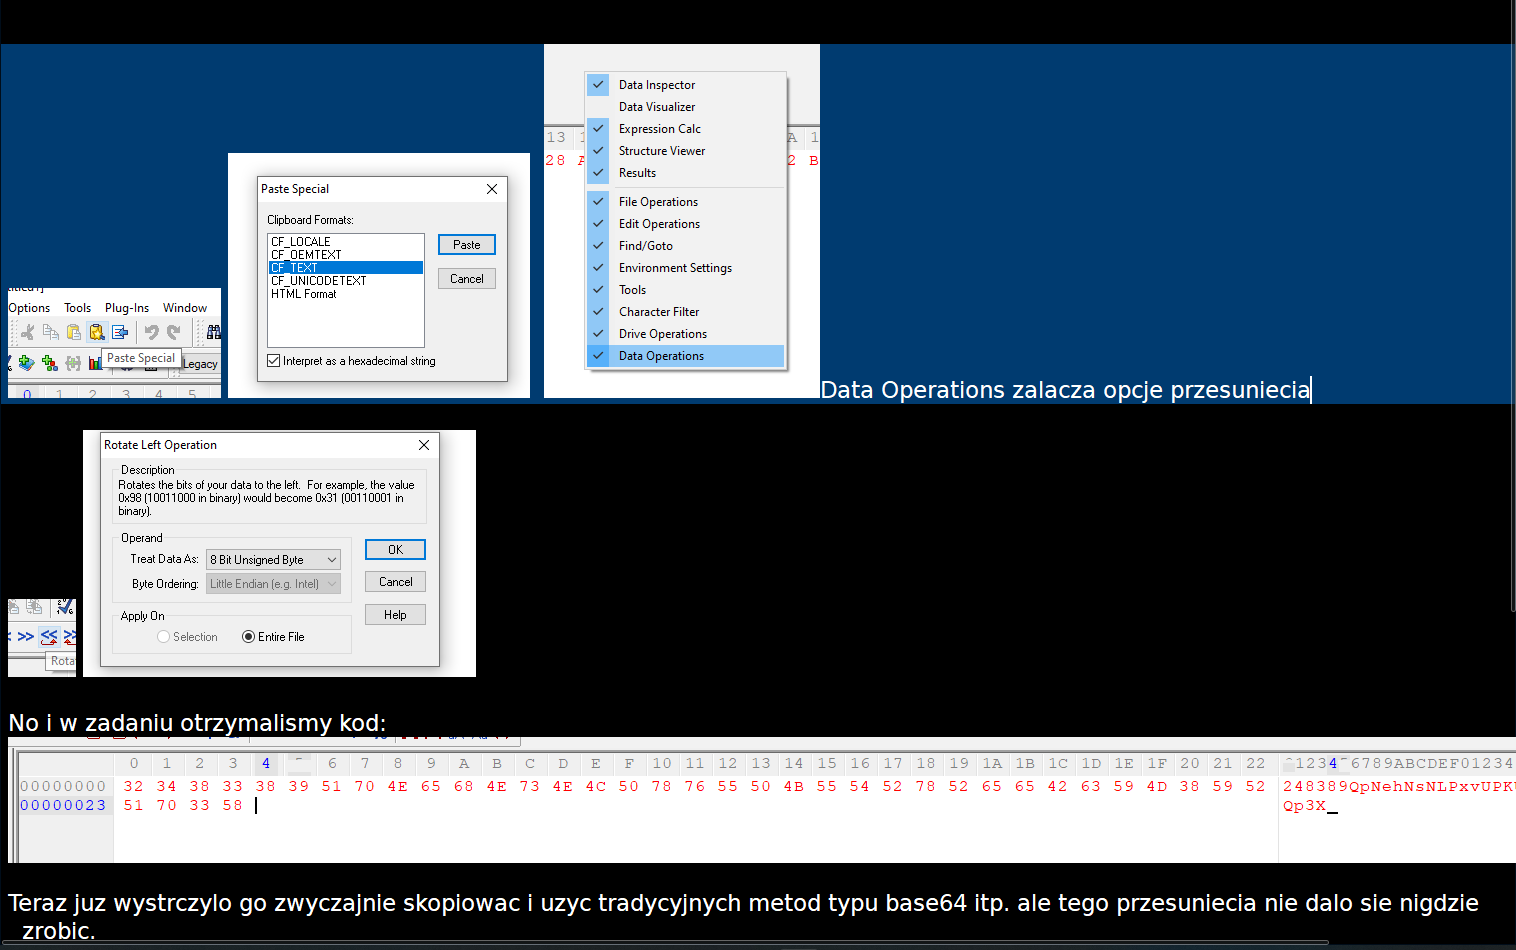 Data Inspector
Data Visualizer
Expression Calc
Structure Viewer
Results
File Operations
Edit Operations
Find/Goto
Environment Settings
Tools
Character Filter
Drive Operations
Data Operations
13
A 1
28 A
2 B
Paste Special
Clipboard Formats:
CF_LOCALE
CF_OEMTEXT
CF_TEXT
CF_UNICODETEXT
HTML Format
Paste
Cancel
Interpret as a hexadecimal string
Options Tools Plug-Ins Window
Paste Special
Legacy
0 1 2 3 4 5
Data Operations zalacza opcje przesuniecia
Rotate Left Operation
Description
Rotates the bits of your data to the left. For example, the value
0x98 (10011000 in binary) would become 0x31 (00110001 in
binary).
Operand
Treat Data As: 8 Bit Unsigned Byte
Byte Ordering: Little Endian (e.g. Intel)
Apply On
Selection Entire File
OK
Cancel
Help
Rota
No i w zadaniu otrzymalismy kod:
0 1 2 3 4 6 7 8 9 A B C D E F 10 11 12 13 14 15 16 17 18 19 1A 1B 1C 1D 1E 1F 20 21 22 1234 6789ABCDEF01234
00000000 32 34 38 33 38 39 51 70 4E 65 68 4E 73 4E 4C 50 78 76 55 50 4B 55 54 52 78 52 65 65 42 63 59 4D 38 59 52 248389QpNehNsNLPxvUPK
00000023 51 70 33 58 Qp3X
Teraz juz wystrczylo go zwyczajnie skopiowac i uzyc tradycyjnych metod typu base64 itp. ale tego przesuniecia nie dalo sie nigdzie
zrobic.